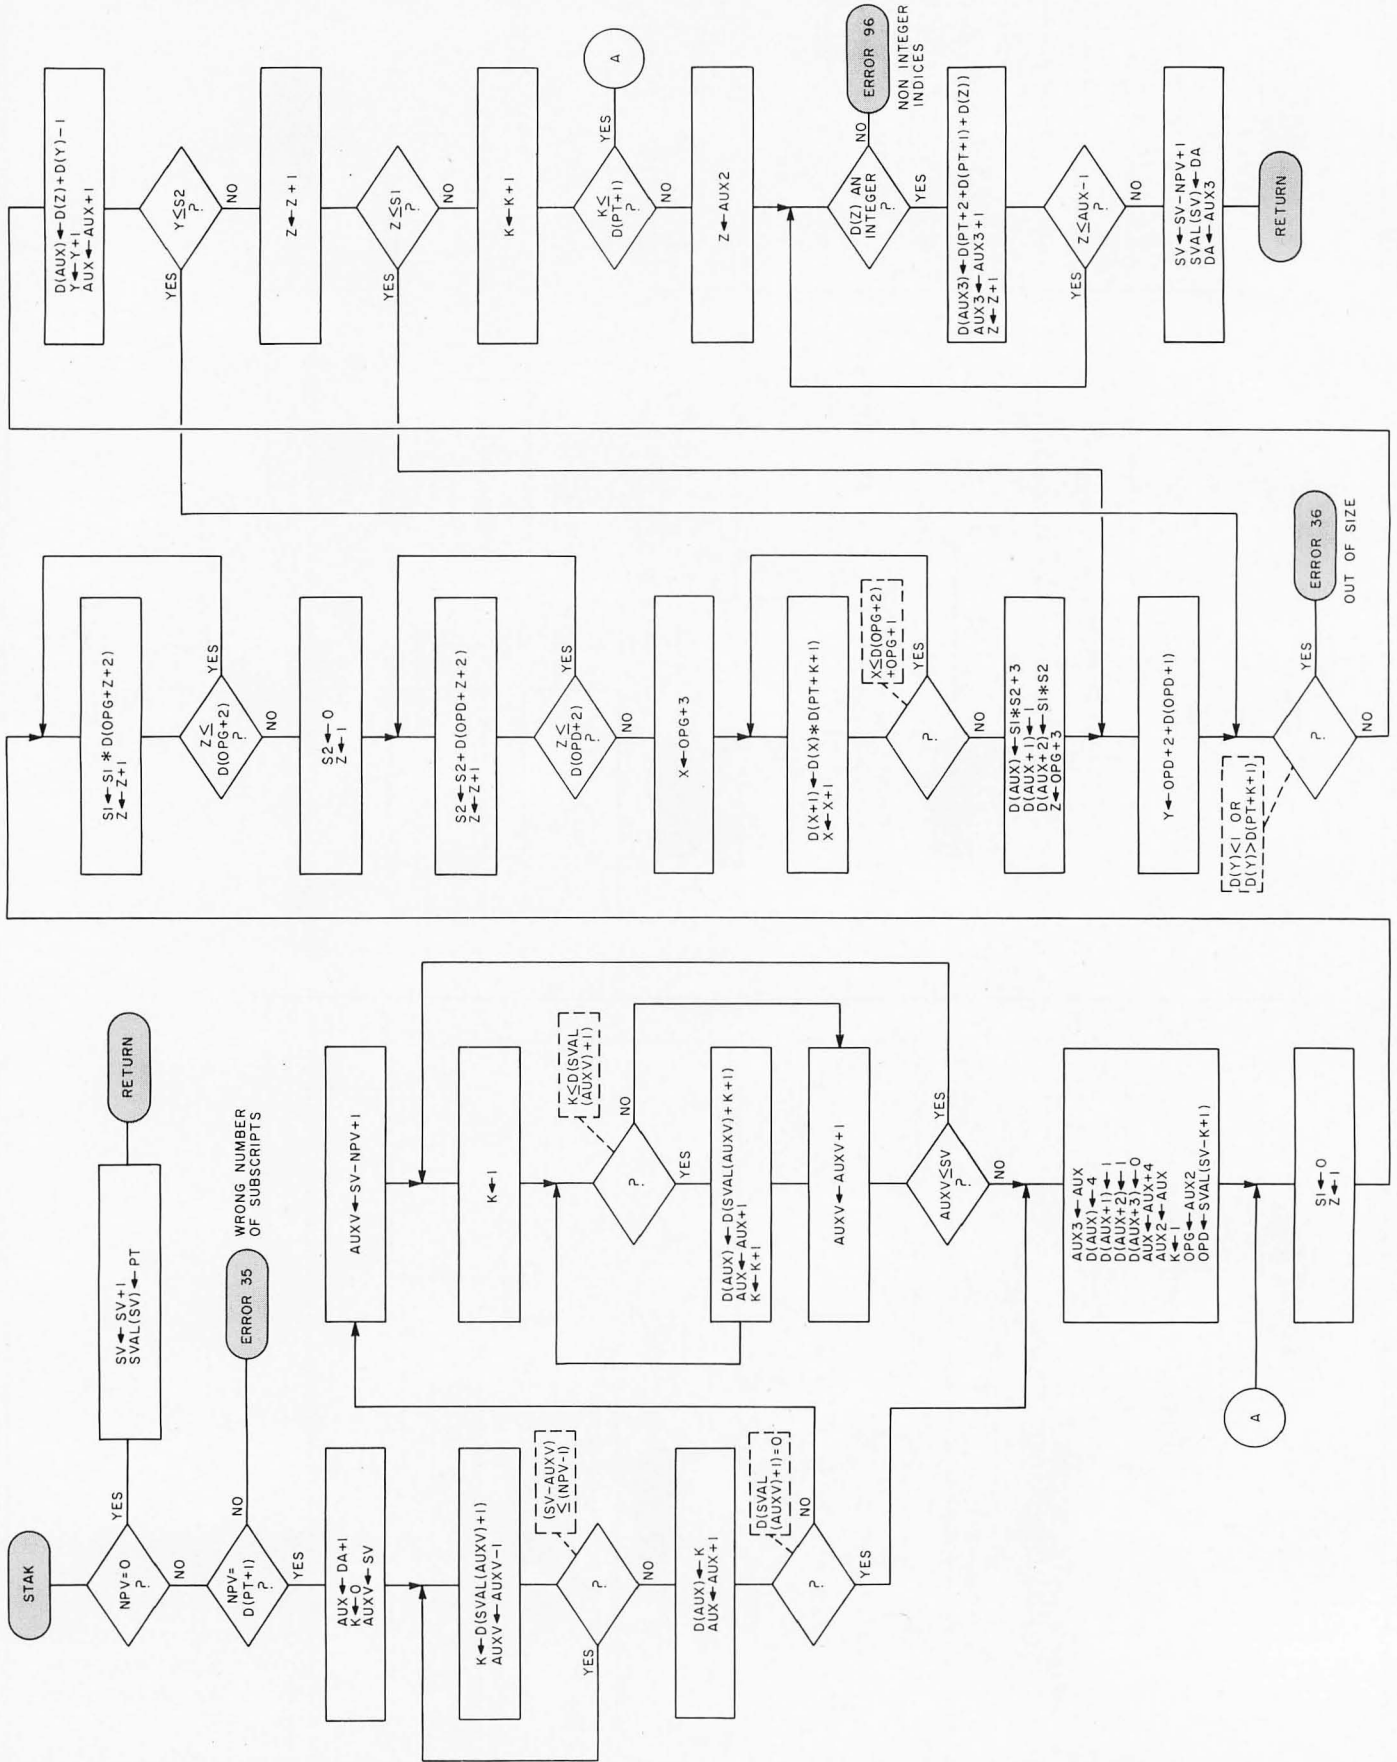 STAK
NPV=0
?
YES
NO
SV←SV+1
SVAL(SV)←PT
RETURN
NPV=
D(PT+1)
?
NO
YES
ERROR 35
WRONG NUMBER
OF SUBSCRIPTS
AUX←DA+1
K←0
AUXV←SV
K←D(SVAL(AUXV)+1)
AUXV←AUXV-1
(SV-AUXV)
≤(NPV-1)
?
YES
NO
D(AUX)←K
AUX←AUX+1
D(SVAL
(AUXV)+1)=0
?
NO
YES
AUXV←SV-NPV+1
K←1
K≤D(SVAL
(AUXV)+1)
?
NO
YES
D(AUX)←D(SVAL(AUXV)+K+1)
AUX←AUX+1
K←K+1
AUXV←AUXV+1
AUXV≤SV
?
YES
NO
AUX3←AUX
D(AUX)←4
D(AUX+1)←1
D(AUX+2)←1
D(AUX+3)←0
AUX←AUX+4
AUX2←AUX
K←1
OPG←AUX2
OPD←SVAL(SV-K+1)
A
S1←0
Z←1
S1←S1*D(OPG+Z+2)
Z←Z+1
Z≤
D(OPG+2)
?
YES
NO
S2←0
Z←1
S2←S2+D(OPD+Z+2)
Z←Z+1
Z≤
D(OPD+2)
?
YES
NO
X←OPG+3
D(X+1)←D(X)*D(PT+K+1)
X←X+1
X≤D(OPG+2)
+OPG+1
?
YES
NO
D(AUX)←S1*S2+3
D(AUX+1)←1
D(AUX+2)←S1*S2
Z←OPG+3
Y←OPD+2+D(OPD+1)
D(Y)<1 OR
D(Y)>D(PT+K+1)
?
YES
NO
ERROR 36
OUT OF SIZE
D(AUX)←D(Z)+D(Y)-1
Y←Y+1
AUX←AUX+1
Y≤S2
?
YES
NO
Z←Z+1
Z≤S1
?
YES
NO
K←K+1
K≤
D(PT+1)
?
YES
NO
A
Z←AUX2
D(Z) AN
INTEGER
?
NO
YES
ERROR 96
NON INTEGER
INDICES
D(AUX3)←D(PT+2+D(PT+1)+D(Z))
AUX3←AUX3+1
Z←Z+1
Z≤AUX-1
?
YES
NO
SV←SV-NPV+1
SVAL(SV)←DA
DA←AUX3
RETURN